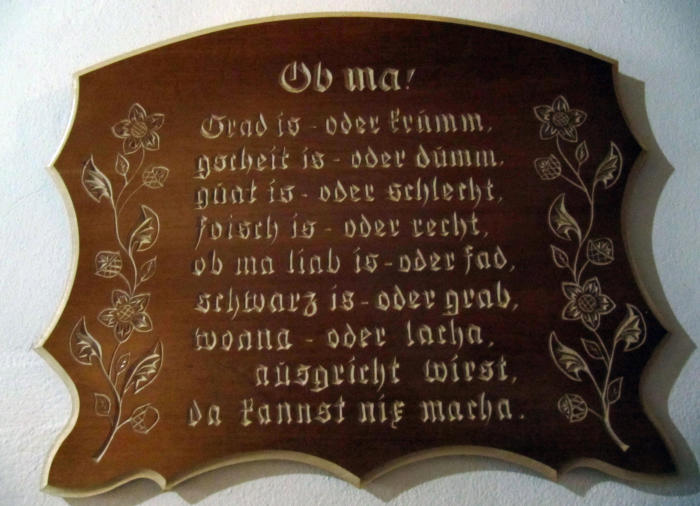 Ob ma!
Grad is - oder krumm,
gscheit is - oder dumm.
guat is - oder schlecht,
foisch is - oder recht,
ob ma liab is - oder fad,
schwarz is - oder grab,
woana - oder lacha,
ausgricht wirst,
da kannst nix macha.